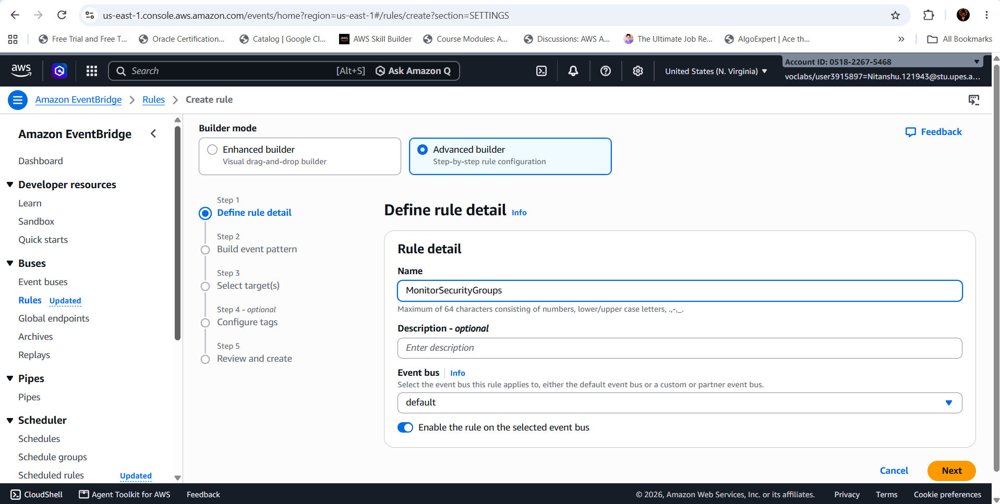 us-east-1.console.aws.amazon.com/events/home?region=us-east-1#/rules/create?section=SETTINGS
Free Trial and Free T...
Oracle Certification...
Catalog | Google Cl...
aws
AWS Skill Builder
Course Modules: A...
Discussions: AWS A...
The Ultimate Job Re...
AlgoExpert | Ace th...
»
All Bookmarks
aws
Search
[Alt+S]
Ask Amazon Q
United States (N. Virginia)
Account ID: 0518-2267-5468
voclabs/user3915897=Nitanshu.121943@stu.upes.a...
Amazon EventBridge
Rules
Create rule
Amazon EventBridge
Dashboard
Developer resources
Learn
Sandbox
Quick starts
Buses
Event buses
Rules Updated
Global endpoints
Archives
Replays
Pipes
Pipes
Scheduler
Schedules
Schedule groups
Scheduled rules Updated
Builder mode
Enhanced builder
Visual drag-and-drop builder
Advanced builder
Step-by-step rule configuration
Feedback
Step 1
Define rule detail
Step 2
Build event pattern
Step 3
Select target(s)
Step 4 - optional
Configure tags
Step 5
Review and create
Define rule detail Info
Rule detail
Name
MonitorSecurityGroups
Maximum of 64 characters consisting of numbers, lower/upper case letters, .,-,_.
Description - optional
Enter description
Event bus Info
Select the event bus this rule applies to, either the default event bus or a custom or partner event bus.
default
Enable the rule on the selected event bus
Cancel
Next
CloudShell
Agent Toolkit for AWS
Feedback
© 2026, Amazon Web Services, Inc. or its affiliates.
Privacy
Terms
Cookie preferences